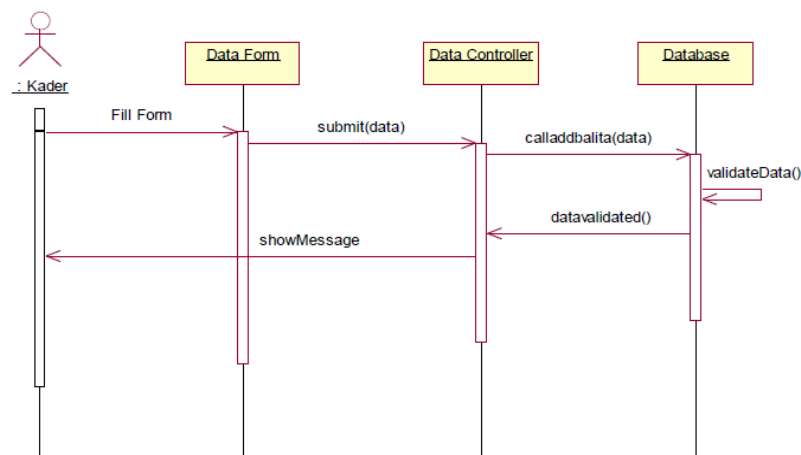 Data Form
Data Controller
Database
: Kader
Fill Form
submit(data)
calladdbalita(data)
validateData()
datavalidated()
showMessage